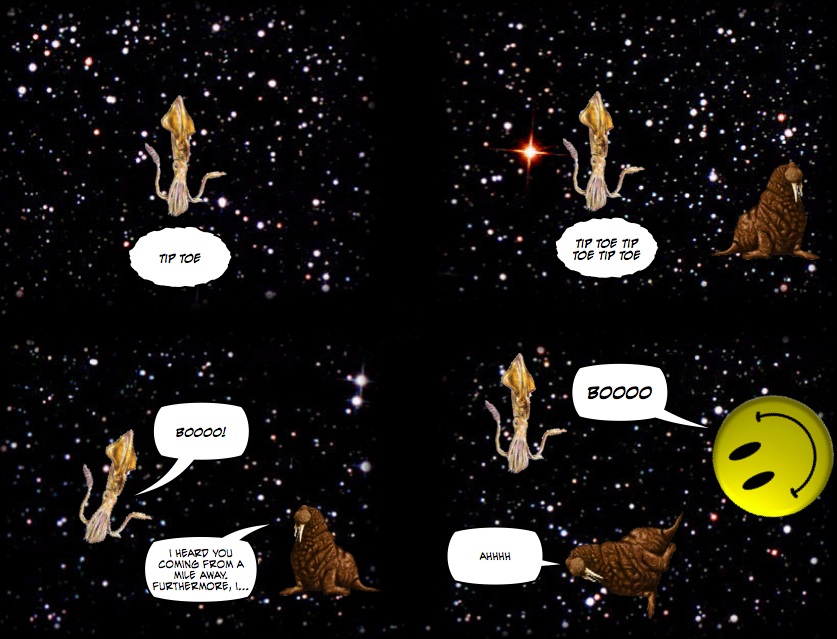 TIP TOE
TIP TOE TIP
TOE TIP TOE
BOOOO!
I HEARD YOU
COMING FROM A
MILE AWAY.
FURTHERMORE, I...
BOOOO
AHHHH